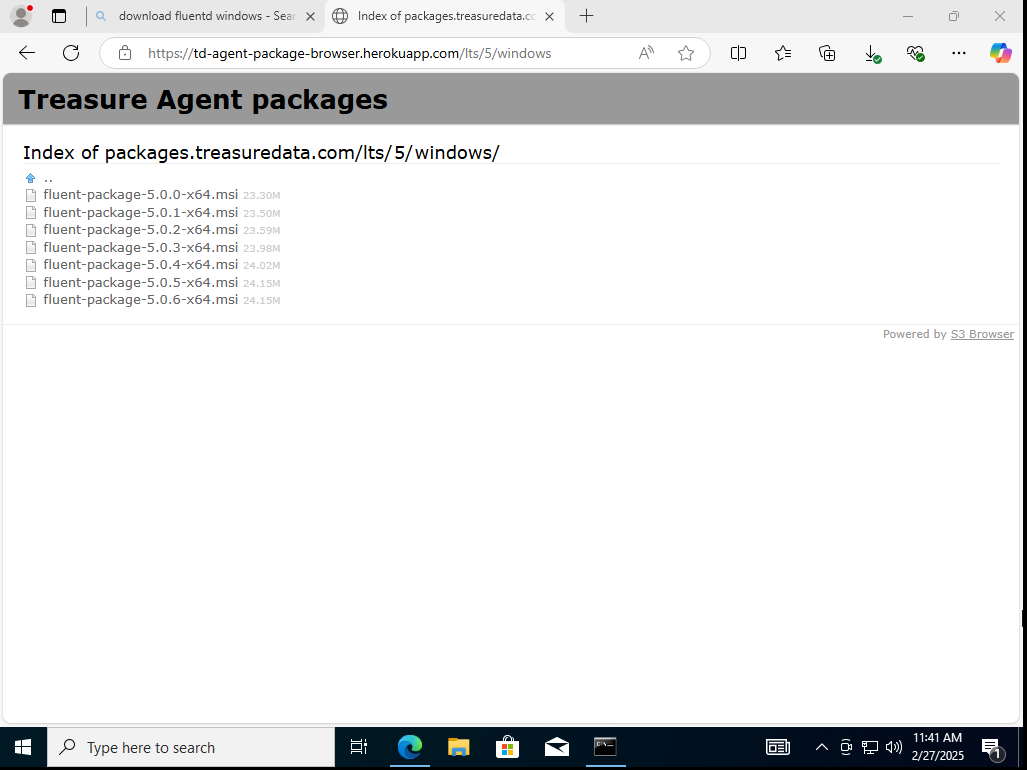 download fluentd windows - Sear
Index of packages.treasuredata.co
https://td-agent-package-browser.herokuapp.com/lts/5/windows
Treasure Agent packages
Index of packages.treasuredata.com/lts/5/windows/
..
fluent-package-5.0.0-x64.msi 23.30M
fluent-package-5.0.1-x64.msi 23.50M
fluent-package-5.0.2-x64.msi 23.59M
fluent-package-5.0.3-x64.msi 23.98M
fluent-package-5.0.4-x64.msi 24.02M
fluent-package-5.0.5-x64.msi 24.15M
fluent-package-5.0.6-x64.msi 24.15M
Powered by S3 Browser
Type here to search
11:41 AM
2/27/2025
1